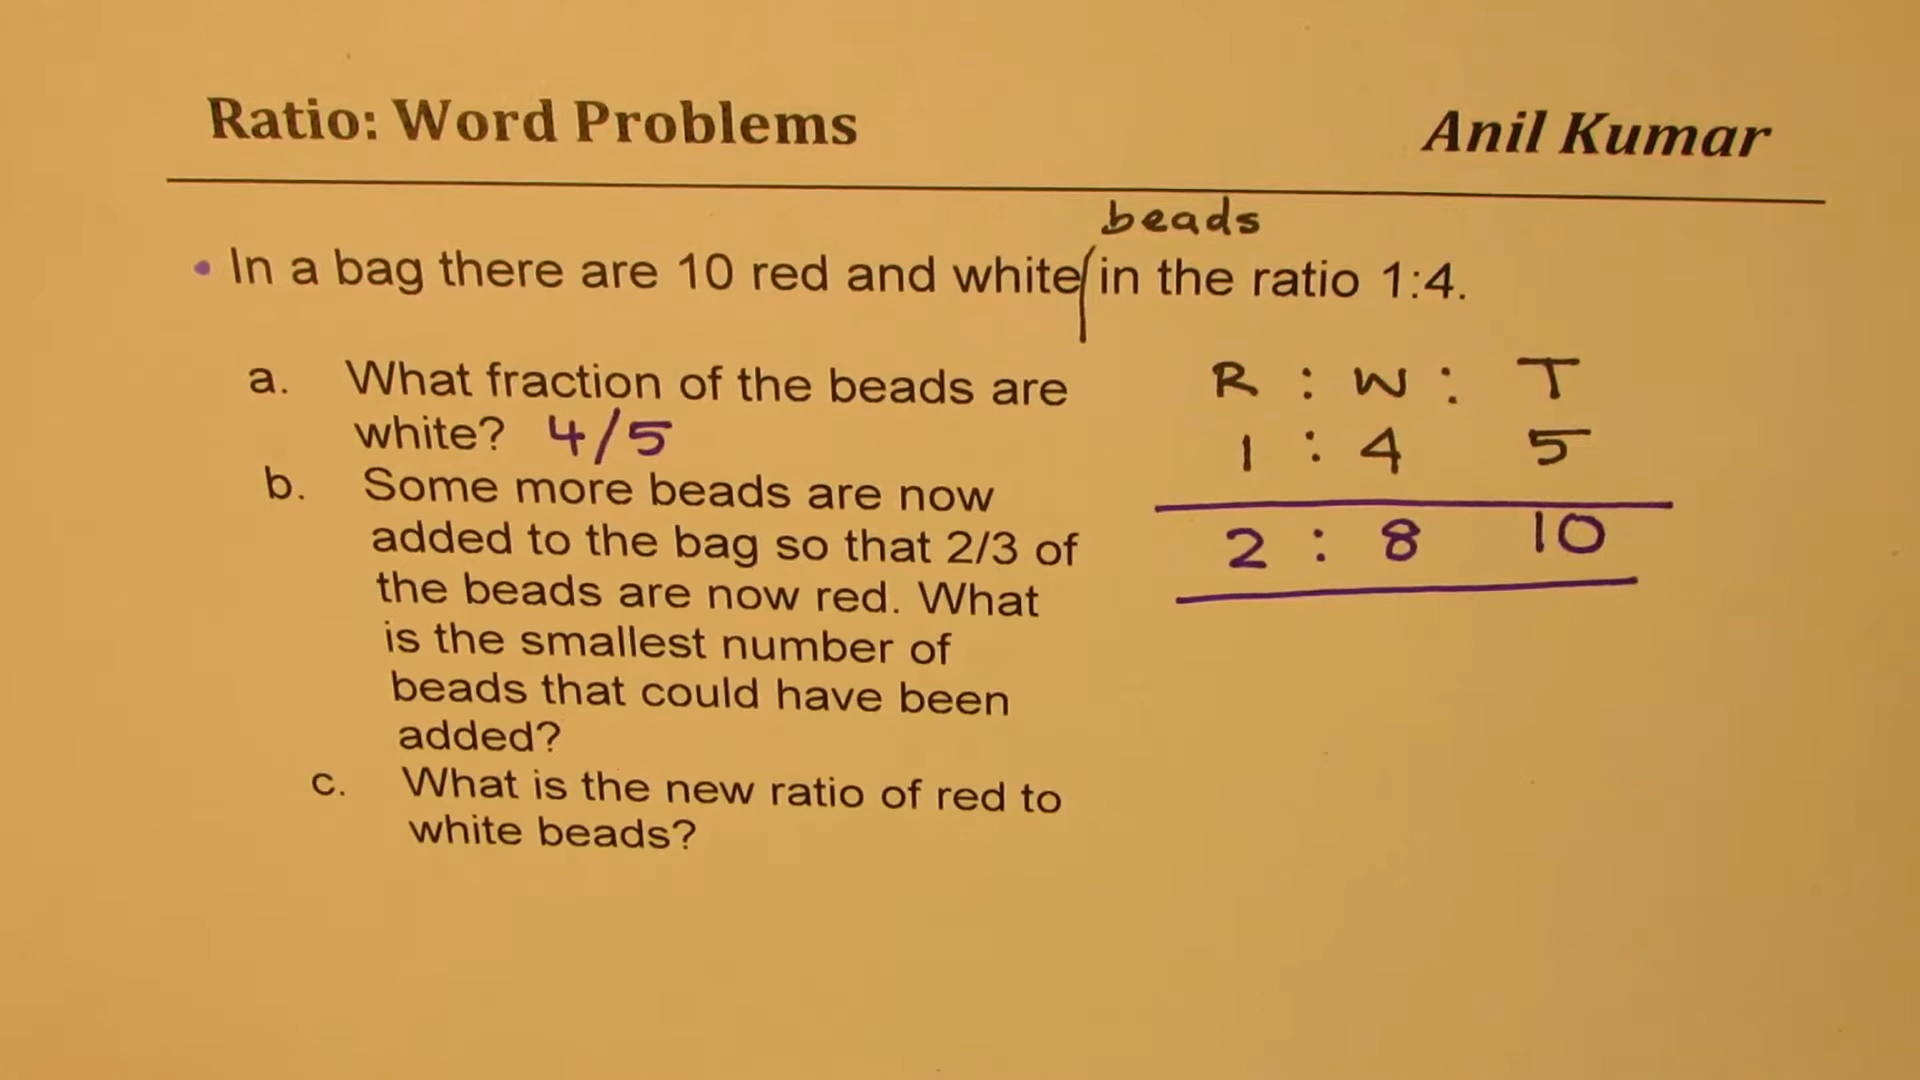 Ratio: Word Problems Anil Kumar
beads
• In a bag there are 10 red and white in the ratio 1:4.
a. What fraction of the beads are
white? 4/5
b. Some more beads are now
added to the bag so that 2/3 of
the beads are now red. What
is the smallest number of
beads that could have been
added?
c. What is the new ratio of red to
white beads?
R : W : T
1 : 4 5
2 : 8 10